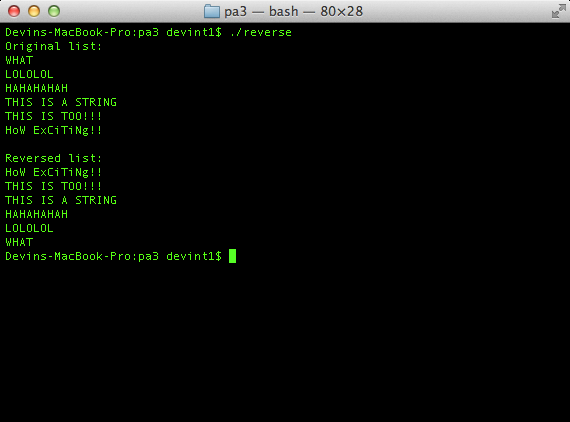 pa3 — bash — 80×28
Devins-MacBook-Pro:pa3 devint1$ ./reverse
Original list:
WHAT
LOLOLOL
HAHAHAHAH
THIS IS A STRING
THIS IS TOO!!!
HoW ExCiTiNg!!

Reversed list:
HoW ExCiTiNg!!
THIS IS TOO!!!
THIS IS A STRING
HAHAHAHAH
LOLOLOL
WHAT
Devins-MacBook-Pro:pa3 devint1$